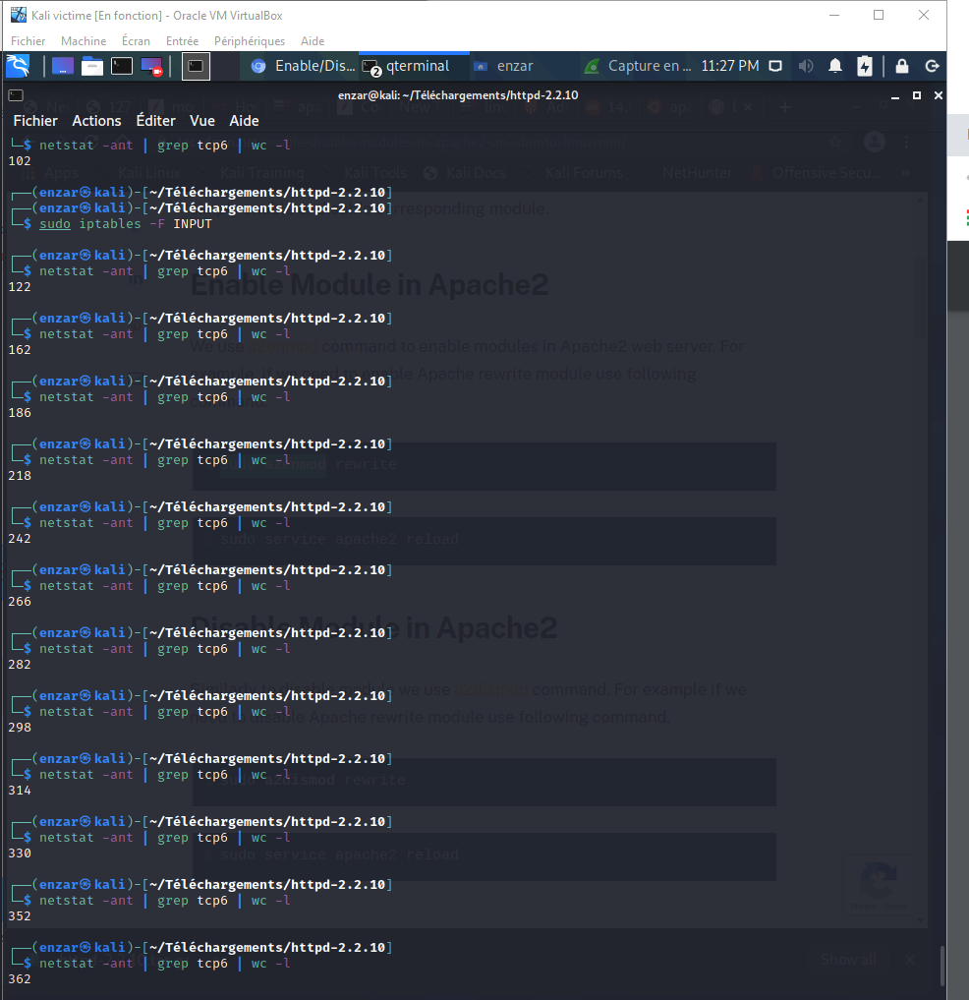 Kali victime [En fonction] - Oracle VM VirtualBox
Fichier Machine Écran Entrée Périphériques Aide
Enable/Dis... 2 qterminal enzar Capture en ... 11:27 PM
enzar@kali: ~/Téléchargements/httpd-2.2.10
Fichier Actions Éditer Vue Aide
└─$ netstat -ant | grep tcp6 | wc -l
102
Apps Kali Linux Kali Training Kali Tools Kali Docs Kali Forums NetHunter Offensive Secu...
┌──(enzar㉿kali)-[~/Téléchargements/httpd-2.2.10]
┌──(enzar㉿kali)-[~/Téléchargements/httpd-2.2.10]
rresponding module.
└─$ sudo iptables -F INPUT
┌──(enzar㉿kali)-[~/Téléchargements/httpd-2.2.10]
└─$ netstat -ant | grep tcp6 | wc -l
122
Enable Module in Apache2
┌──(enzar㉿kali)-[~/Téléchargements/httpd-2.2.10]
└─$ netstat -ant | grep tcp6 | wc -l
162
We use command to enable modules in Apache2 web server. For
enable Apache rewrite module use following
┌──(enzar㉿kali)-[~/Téléchargements/httpd-2.2.10]
└─$ netstat -ant | grep tcp6 | wc -l
186
┌──(enzar㉿kali)-[~/Téléchargements/httpd-2.2.10]
└─$ netstat -ant | grep tcp6 | wc -l
rewrite
218
┌──(enzar㉿kali)-[~/Téléchargements/httpd-2.2.10]
└─$ netstat -ant | grep tcp6 | wc -l
242
sudo service apache2 reload
┌──(enzar㉿kali)-[~/Téléchargements/httpd-2.2.10]
└─$ netstat -ant | grep tcp6 | wc -l
266
Disable Module in Apache2
┌──(enzar㉿kali)-[~/Téléchargements/httpd-2.2.10]
└─$ netstat -ant | grep tcp6 | wc -l
282
Similarly to disable module we use command. For example if we
┌──(enzar㉿kali)-[~/Téléchargements/httpd-2.2.10]
└─$ netstat -ant | grep tcp6 | wc -l
need to disable Apache rewrite module use following command.
298
┌──(enzar㉿kali)-[~/Téléchargements/httpd-2.2.10]
└─$ netstat -ant | grep tcp6 | wc -l
sudo a2dismod rewrite
314
┌──(enzar㉿kali)-[~/Téléchargements/httpd-2.2.10]
└─$ netstat -ant | grep tcp6 | wc -l
330
sudo service apache2 reload
┌──(enzar㉿kali)-[~/Téléchargements/httpd-2.2.10]
└─$ netstat -ant | grep tcp6 | wc -l
352
┌──(enzar㉿kali)-[~/Téléchargements/httpd-2.2.10]
└─$ netstat -ant | grep tcp6 | wc -l
Show all
362